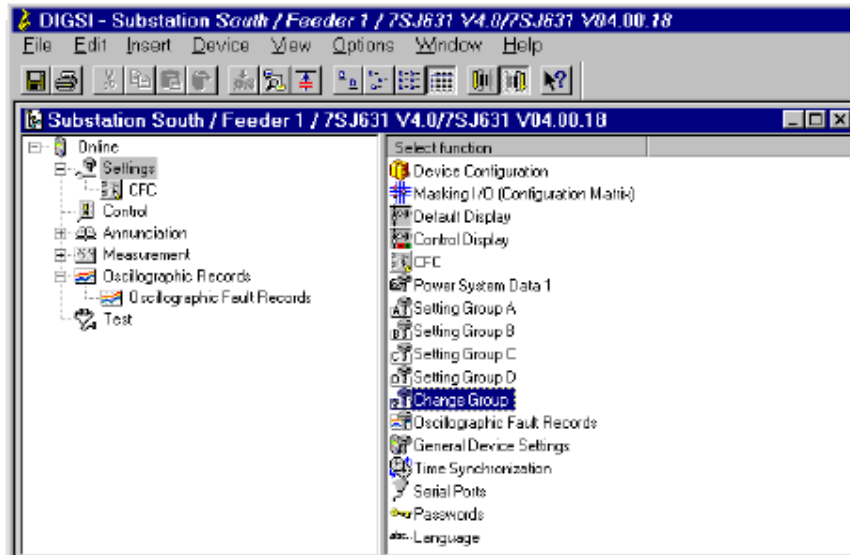 DIGSI - Substation South / Feeder 1 / 7SJ631 V4.0/7SJ631 V04.00.18
File Edit Insert Device View Options Window Help
Substation South / Feeder 1 / 7SJ631 V4.0/7SJ631 V04.00.18
Online
Settings
CFC
Control
Annunciation
Measurement
Oscillographic Records
Oscillographic Fault Records
Test
Select function
Device Configuration
Masking I/O (Configuration Matrix)
Default Display
Control Display
CFC
Power System Data 1
Setting Group A
Setting Group B
Setting Group C
Setting Group D
Change Group
Oscillographic Fault Records
General Device Settings
Time Synchronization
Serial Ports
Passwords
abc Language